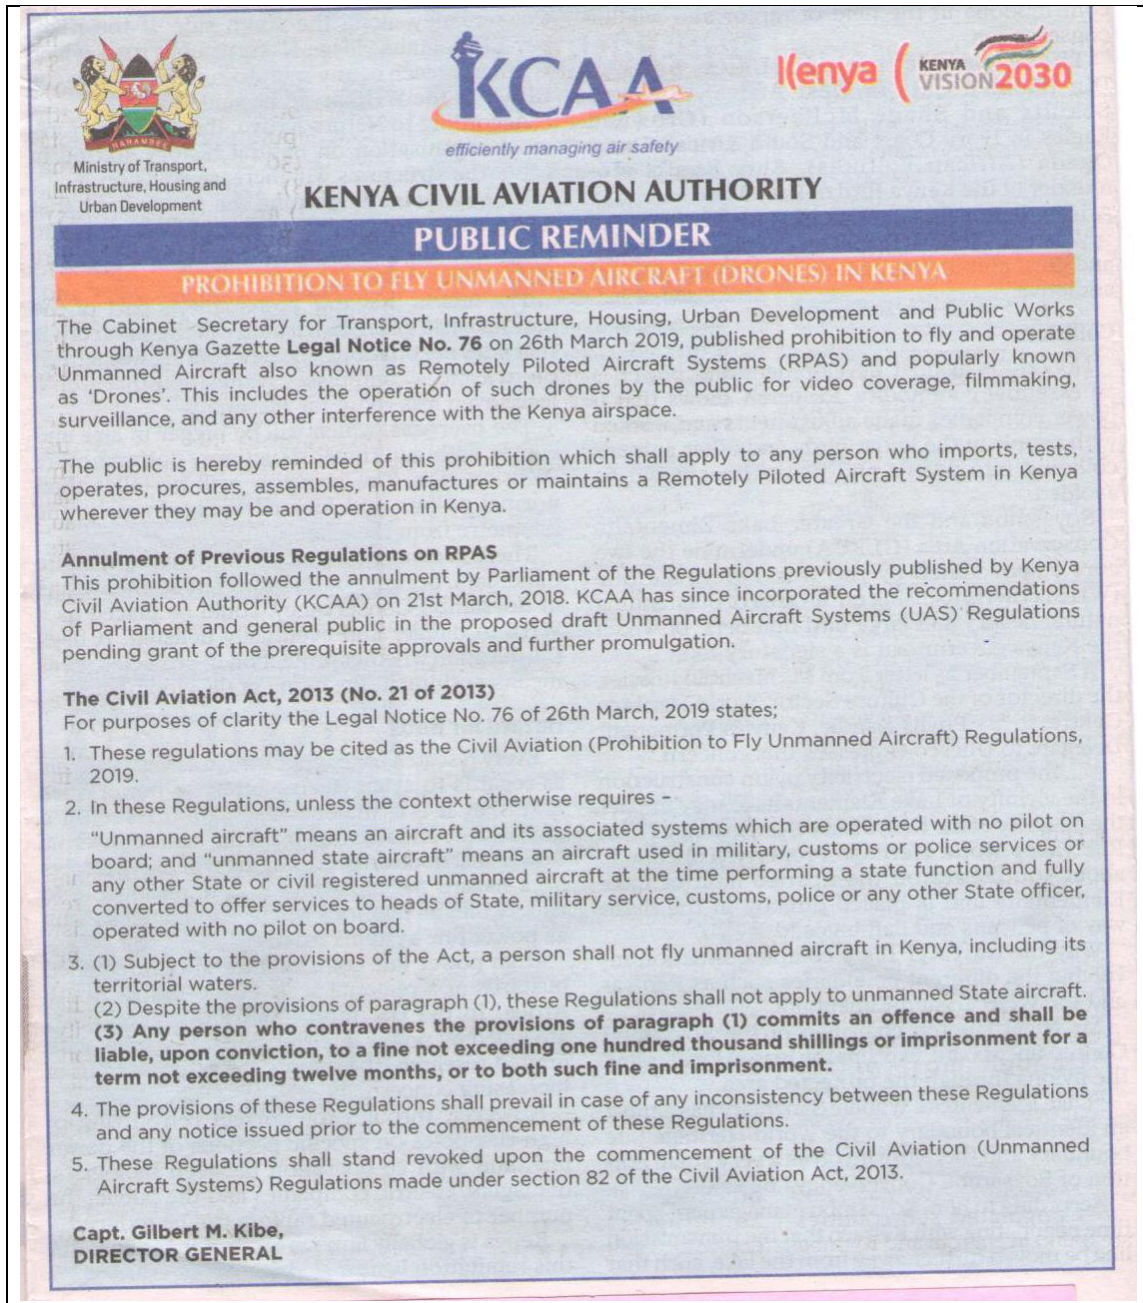 HARAMBEE
Ministry of Transport,
Infrastructure, Housing and
Urban Development
KCAA
efficiently managing air safety
Kenya
KENYA
VISION 2030
KENYA CIVIL AVIATION AUTHORITY
PUBLIC REMINDER
PROHIBITION TO FLY UNMANNED AIRCRAFT (DRONES) IN KENYA
The Cabinet Secretary for Transport, Infrastructure, Housing, Urban Development and Public Works
through Kenya Gazette Legal Notice No. 76 on 26th March 2019, published prohibition to fly and operate
Unmanned Aircraft also known as Remotely Piloted Aircraft Systems (RPAS) and popularly known
as ‘Drones’. This includes the operation of such drones by the public for video coverage, filmmaking,
surveillance, and any other interference with the Kenya airspace.
The public is hereby reminded of this prohibition which shall apply to any person who imports, tests,
operates, procures, assembles, manufactures or maintains a Remotely Piloted Aircraft System in Kenya
wherever they may be and operation in Kenya.
Annulment of Previous Regulations on RPAS
This prohibition followed the annulment by Parliament of the Regulations previously published by Kenya
Civil Aviation Authority (KCAA) on 21st March, 2018. KCAA has since incorporated the recommendations
of Parliament and general public in the proposed draft Unmanned Aircraft Systems (UAS) Regulations
pending grant of the prerequisite approvals and further promulgation.
The Civil Aviation Act, 2013 (No. 21 of 2013)
For purposes of clarity the Legal Notice No. 76 of 26th March, 2019 states;
1. These regulations may be cited as the Civil Aviation (Prohibition to Fly Unmanned Aircraft) Regulations,
2019.
2. In these Regulations, unless the context otherwise requires –
“Unmanned aircraft” means an aircraft and its associated systems which are operated with no pilot on
board; and “unmanned state aircraft” means an aircraft used in military, customs or police services or
any other State or civil registered unmanned aircraft at the time performing a state function and fully
converted to offer services to heads of State, military service, customs, police or any other State officer,
operated with no pilot on board.
3. (1) Subject to the provisions of the Act, a person shall not fly unmanned aircraft in Kenya, including its
territorial waters.
(2) Despite the provisions of paragraph (1), these Regulations shall not apply to unmanned State aircraft.
(3) Any person who contravenes the provisions of paragraph (1) commits an offence and shall be
liable, upon conviction, to a fine not exceeding one hundred thousand shillings or imprisonment for a
term not exceeding twelve months, or to both such fine and imprisonment.
4. The provisions of these Regulations shall prevail in case of any inconsistency between these Regulations
and any notice issued prior to the commencement of these Regulations.
5. These Regulations shall stand revoked upon the commencement of the Civil Aviation (Unmanned
Aircraft Systems) Regulations made under section 82 of the Civil Aviation Act, 2013.
Capt. Gilbert M. Kibe,
DIRECTOR GENERAL